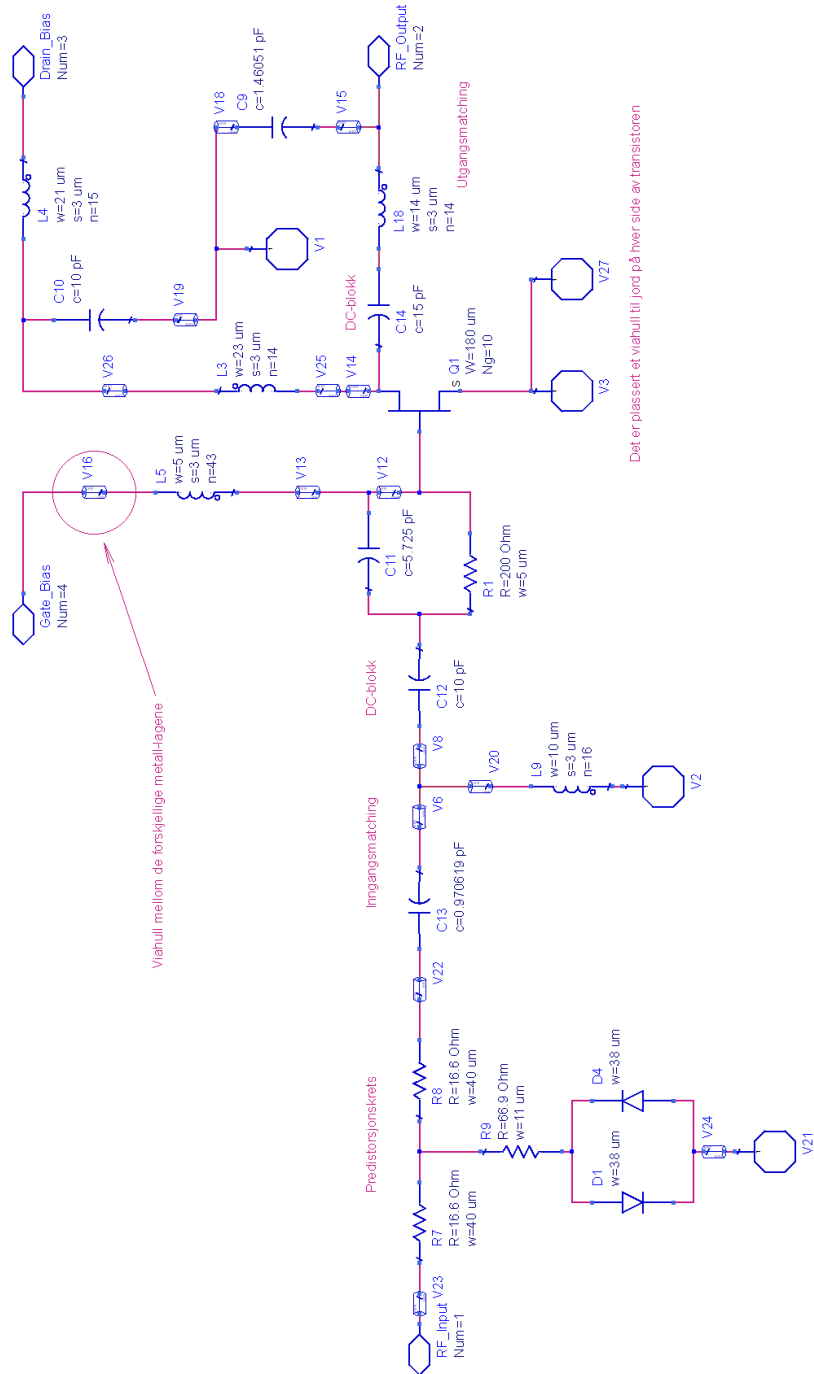 Gate_Bias
Num=4
Drain_Bias
Num=3
V16
L5
w=5 um
s=3 um
n=43
V13
V12
V26
L3
w=23 um
s=3 um
n=14
V25
V14
C10
c=10 pF
V19
L4
w=21 um
s=3 um
n=15
V18
C9
c=1.46051 pF
V15
V1
Viahull mellom de forskjellige metall-lagene
Predistorsjonskrets
Inngangsmatching
DC-blokk
DC-blokk
Utgangsmatching
RF_Input
Num=1
V23
R7
R=16.6 Ohm
w=40 um
R8
R=16.6 Ohm
w=40 um
V22
C13
c=0.970619 pF
V6
V8
C12
c=10 pF
C11
c=5.725 pF
R1
R=200 Ohm
w=5 um
C14
c=15 pF
L18
w=14 um
s=3 um
n=14
RF_Output
Num=2
S
Q1
W=180 um
Ng=10
R9
R=66.9 Ohm
w=11 um
D1
w=38 um
D4
w=38 um
V24
V21
V20
L9
w=10 um
s=3 um
n=16
V2
V3
V27
Det er plassert et viahull til jord på hver side av transistoren